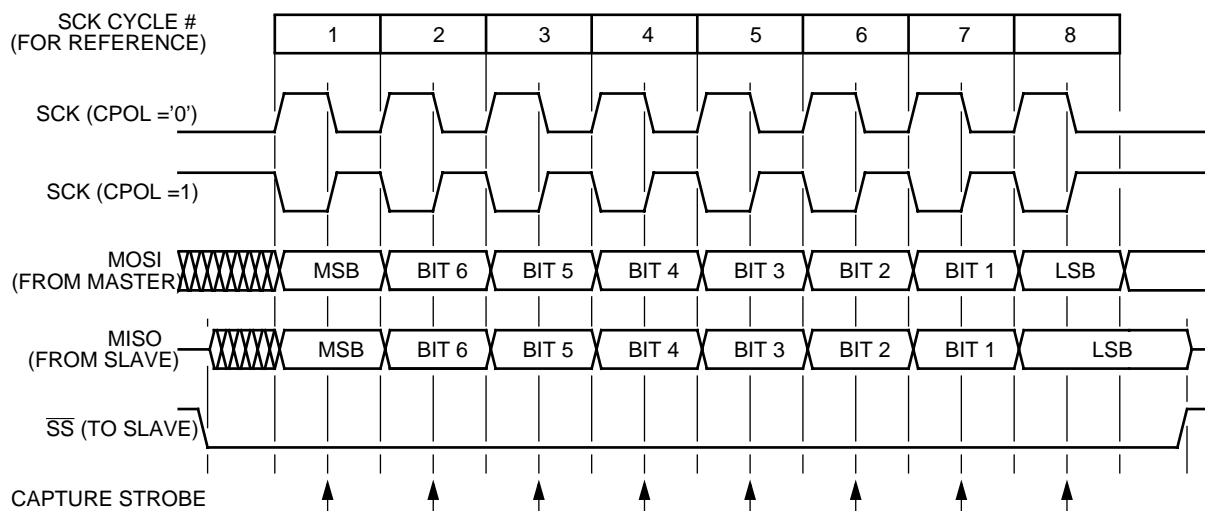 SCK CYCLE #
(FOR REFERENCE)
1 2 3 4 5 6 7 8
SCK (CPOL ='0')
SCK (CPOL =1)
MOSI
(FROM MASTER)
MSB BIT 6 BIT 5 BIT 4 BIT 3 BIT 2 BIT 1 LSB
MISO
(FROM SLAVE)
MSB BIT 6 BIT 5 BIT 4 BIT 3 BIT 2 BIT 1 LSB
SS (TO SLAVE)
CAPTURE STROBE